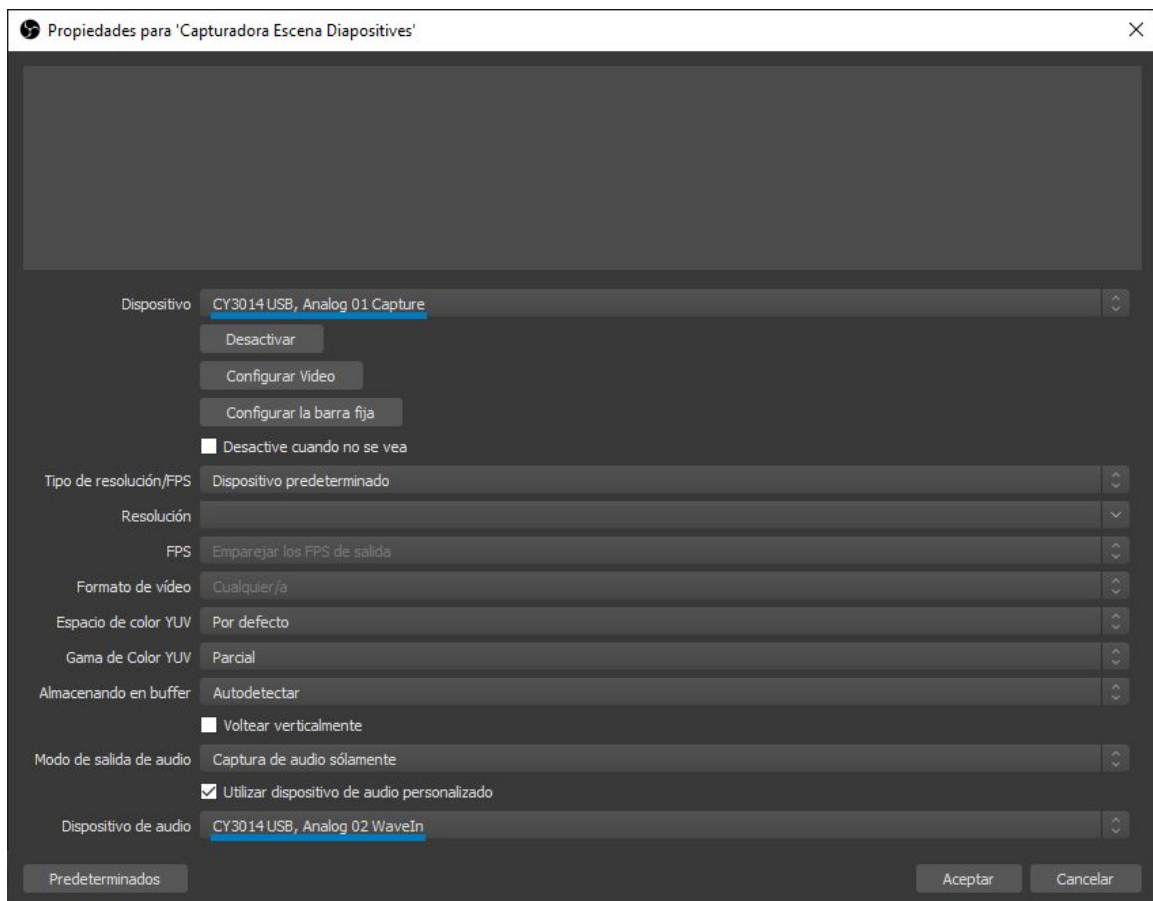 Propiedades para 'Capturadora Escena Diapositives'
Dispositivo CY3014 USB, Analog 01 Capture
Desactivar
Configurar Video
Configurar la barra fija
Desactive cuando no se vea
Tipo de resolución/FPS Dispositivo predeterminado
Resolución
FPS Emparejar los FPS de salida
Formato de vídeo Cualquier/a
Espacio de color YUV Por defecto
Gama de Color YUV Parcial
Almacenando en buffer Autodetectar
Voltear verticalmente
Modo de salida de audio Captura de audio sólamente
Utilizar dispositivo de audio personalizado
Dispositivo de audio CY3014 USB, Analog 02 WaveIn
Predeterminados Aceptar Cancelar